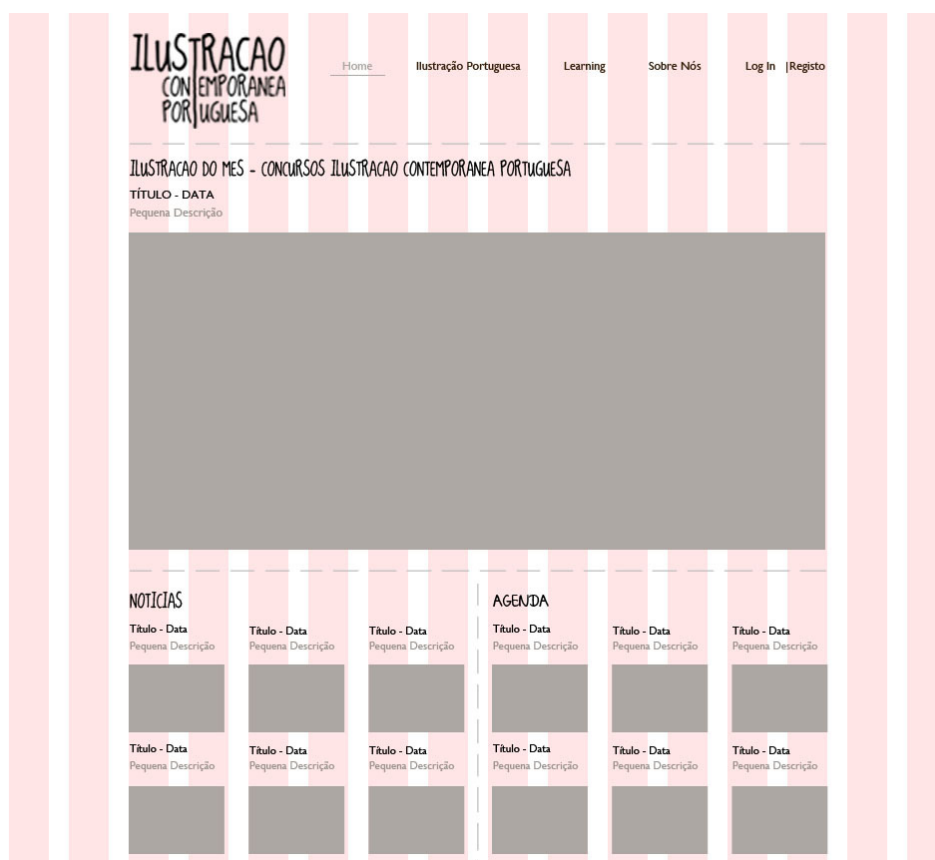 ILUSTRACAO
CONTEMPORANEA
PORTUGUESA
Home
Ilustração Portuguesa
Learning
Sobre Nós
Log In |Registo
ILUSTRACAO DO MES - CONCURSOS ILUSTRACAO CONTEMPORANEA PORTUGUESA
TÍTULO - DATA
Pequena Descrição
NOTICIAS
Título - Data
Pequena Descrição
Título - Data
Pequena Descrição
Título - Data
Pequena Descrição
Título - Data
Pequena Descrição
Título - Data
Pequena Descrição
Título - Data
Pequena Descrição
AGENDA
Título - Data
Pequena Descrição
Título - Data
Pequena Descrição
Título - Data
Pequena Descrição
Título - Data
Pequena Descrição
Título - Data
Pequena Descrição
Título - Data
Pequena Descrição